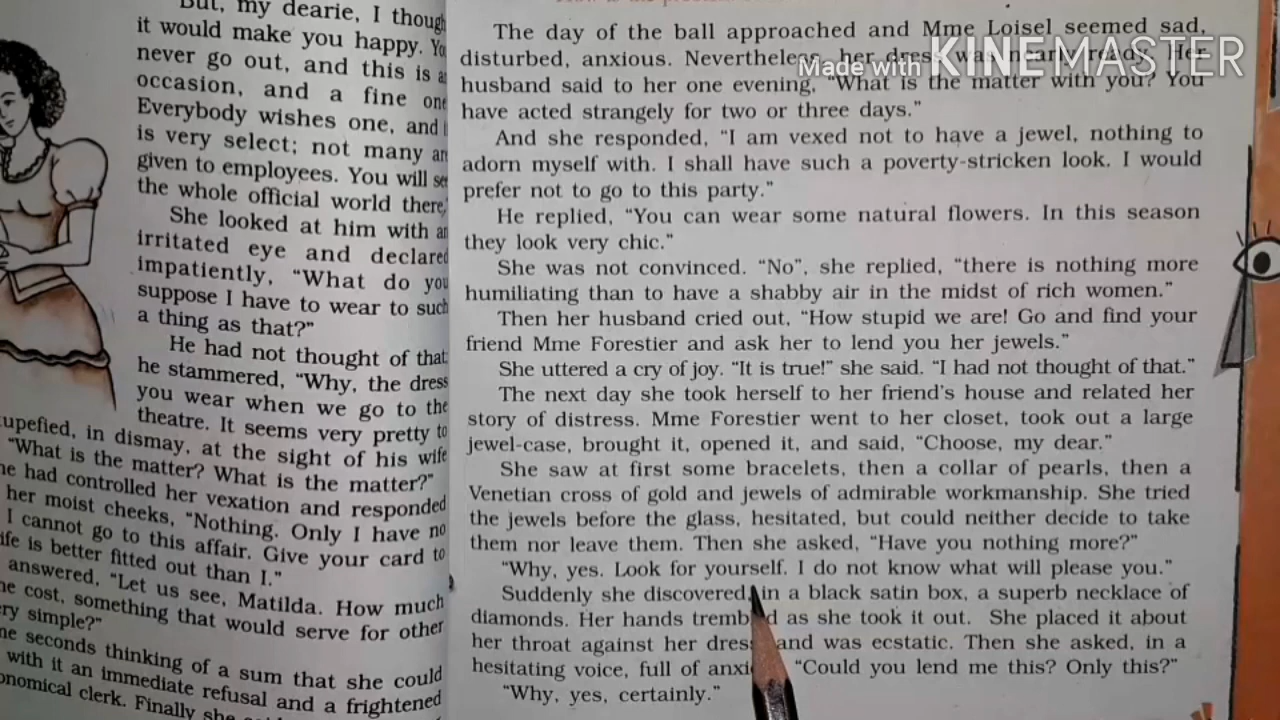 But, my dearie, I
it would make you happy.
never go out, and this is
occasion, and a fine
Everybody wishes one, and
is very select; not many
given to employees. You will
the whole official world there,
She looked at him with
irritated eye and declared
impatiently, "What do you
suppose I have to wear to such
a thing as that?"
He had not thought of that
he stammered, "Why, the dress
you wear when we go to the
theatre. It seems very pretty to
in dismay, at the sight of his wife
"What is the matter? What is the matter?"
had controlled her vexation and responded
her moist cheeks, "Nothing. Only I have no
I cannot go to this affair. Give your card to
is better fitted out than I."
answered, "Let us see, Matilda. How much
cost, something that would serve for other
simple?"
seconds thinking of a sum that she could
with it an immediate refusal and a frightened
clerk. Finally she
The day of the ball approached and Mme Loisel seemed sad,
disturbed, anxious. Nevertheless, her dress was
Made with KINEMASTER
husband said to her one evening, "What is the matter with you? You
have acted strangely for two or three days."
And she responded, "I am vexed not to have a jewel, nothing to
adorn myself with. I shall have such a poverty-stricken look. I would
prefer not to go to this party."
He replied, "You can wear some natural flowers. In this season
they look very chic."
She was not convinced. "No", she replied, "there is nothing more
humiliating than to have a shabby air in the midst of rich women."
Then her husband cried out, "How stupid we are! Go and find your
friend Mme Forestier and ask her to lend you her jewels."
She uttered a cry of joy. "It is true!" she said. "I had not thought of that."
The next day she took herself to her friend's house and related her
story of distress. Mme Forestier went to her closet, took out a large
jewel-case, brought it, opened it, and said, "Choose, my dear."
She saw at first some bracelets, then a collar of pearls, then a
Venetian cross of gold and jewels of admirable workmanship. She tried
the jewels before the glass, hesitated, but could neither decide to take
them nor leave them. Then she asked, "Have you nothing more?"
"Why, yes. Look for yourself. I do not know what will please you."
Suddenly she discovered, in a black satin box, a superb necklace of
diamonds. Her hands as she took it out. She placed it about
her throat against her and was ecstatic. Then she asked, in a
hesitating voice, full of "Could you lend me this? Only this?"
"Why, yes, certainly."